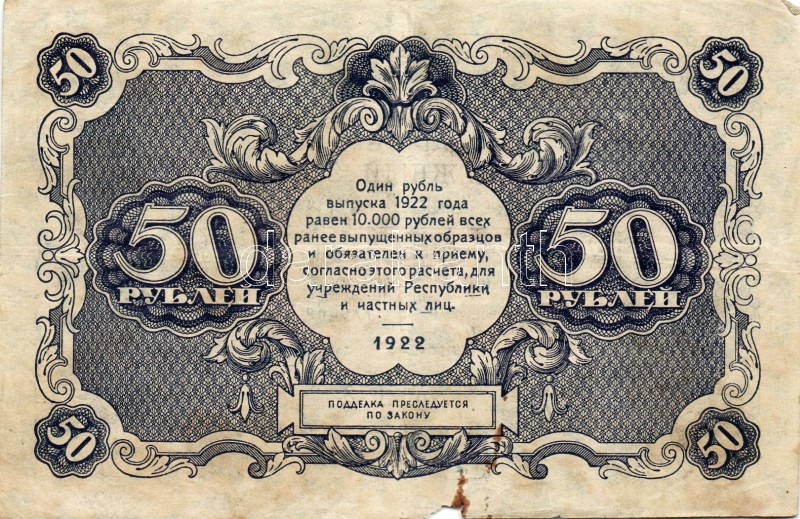 50
50
Один рубль
выпуска 1922 года
равен 10.000 рублей всех
ранее выпущенных образцов
и обязателен к приему,
согласно этого расчета, для
учреждений Республики
и частных лиц.
1922
50
РУБЛЕЙ
50
РУБЛЕЙ
ПОДДЕЛКА ПРЕСЛЕДУЕТСЯ
ПО ЗАКОНУ
50
50